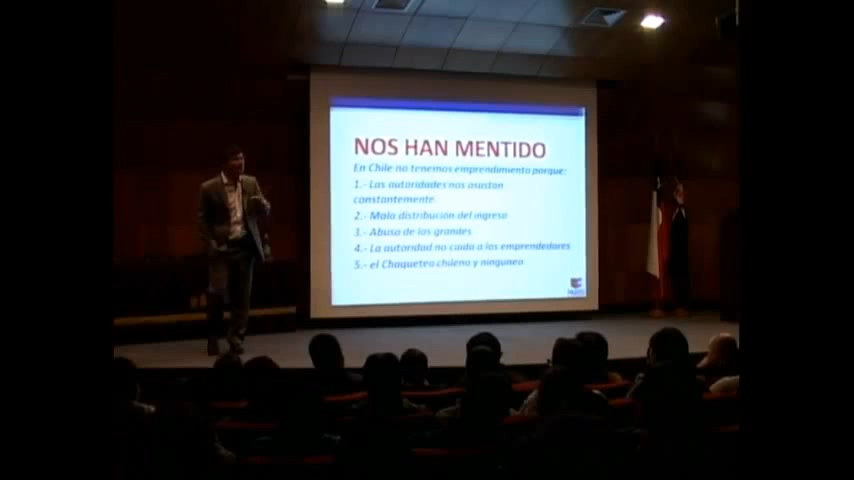 NOS HAN MENTIDO
En Chile no tenemos emprendimiento porque:
1.- Las autoridades nos asustan
constantemente.
2.- Mala distribución del ingreso
3.- Abuso de los grandes
4.- La autoridad no cuida a los emprendedores
5.- el Chaqueteo chileno y ninguneo